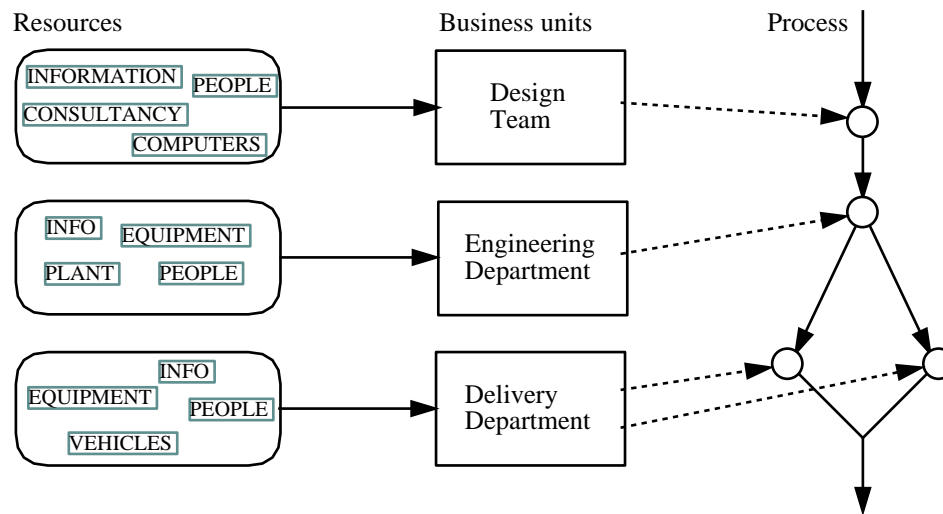 Resources
Business units
Process
INFORMATION
PEOPLE
CONSULTANCY
COMPUTERS
Design
Team
INFO
EQUIPMENT
PLANT
PEOPLE
Engineering
Department
INFO
EQUIPMENT
PEOPLE
VEHICLES
Delivery
Department